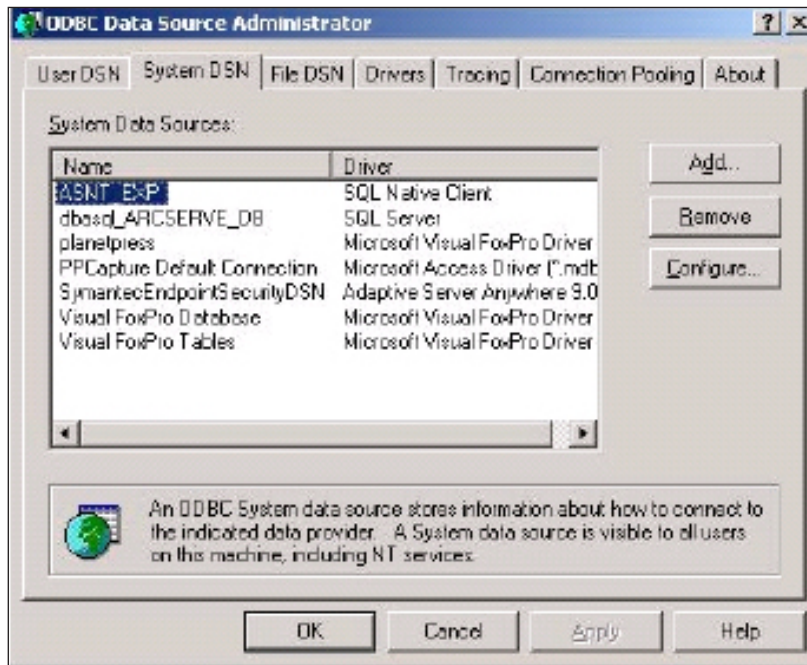 ODBC Data Source Administrator
User DSN System DSN File DSN Drivers Tracing Connection Pooling About
System Data Sources:
Name Driver
ASNT_EXP SQL Native Client
dbasql_ARCSERVE_DB SQL Server
planetpress Microsoft Visual FoxPro Driver
PPCapture Default Connection Microsoft Access Driver (*.mdb
SymantecEndpointSecurityDSN Adaptive Server Anywhere 9.0
Visual FoxPro Database Microsoft Visual FoxPro Driver
Visual FoxPro Tables Microsoft Visual FoxPro Driver
Add...
Remove
Configure...
An ODBC System data source stores information about how to connect to
the indicated data provider. A System data source is visible to all users
on this machine, including NT services.
OK Cancel Apply Help